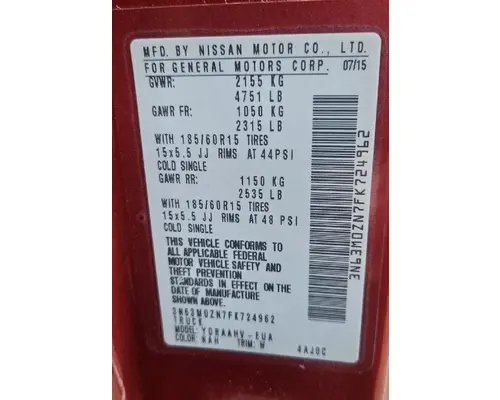 MFD. BY NISSAN MOTOR CO., LTD.
FOR GENERAL MOTORS CORP. 07/15
GVWR: 2155 KG
4751 LB
GAWR FR: 1050 KG
2315 LB
WITH 185/60R15 TIRES
15x5.5 JJ RIMS AT 44PSI
COLD SINGLE
GAWR RR: 1150 KG
2535 LB
WITH 185/60R15 TIRES
15x5.5 JJ RIMS AT 48 PSI
COLD SINGLE
THIS VEHICLE CONFORMS TO
ALL APPLICABLE FEDERAL
MOTOR VEHICLE SAFETY AND
THEFT PREVENTION
STANDARDS IN EFFECT ON THE
DATE OF MANUFACTURE
SHOWN ABOVE.
3N63M0ZN7FK724962
TRUCK
MODEL: YDRAAHV-EUA
COLOR: NAH TRIM: W 4AJ0C
3N63M0ZN7FK724962